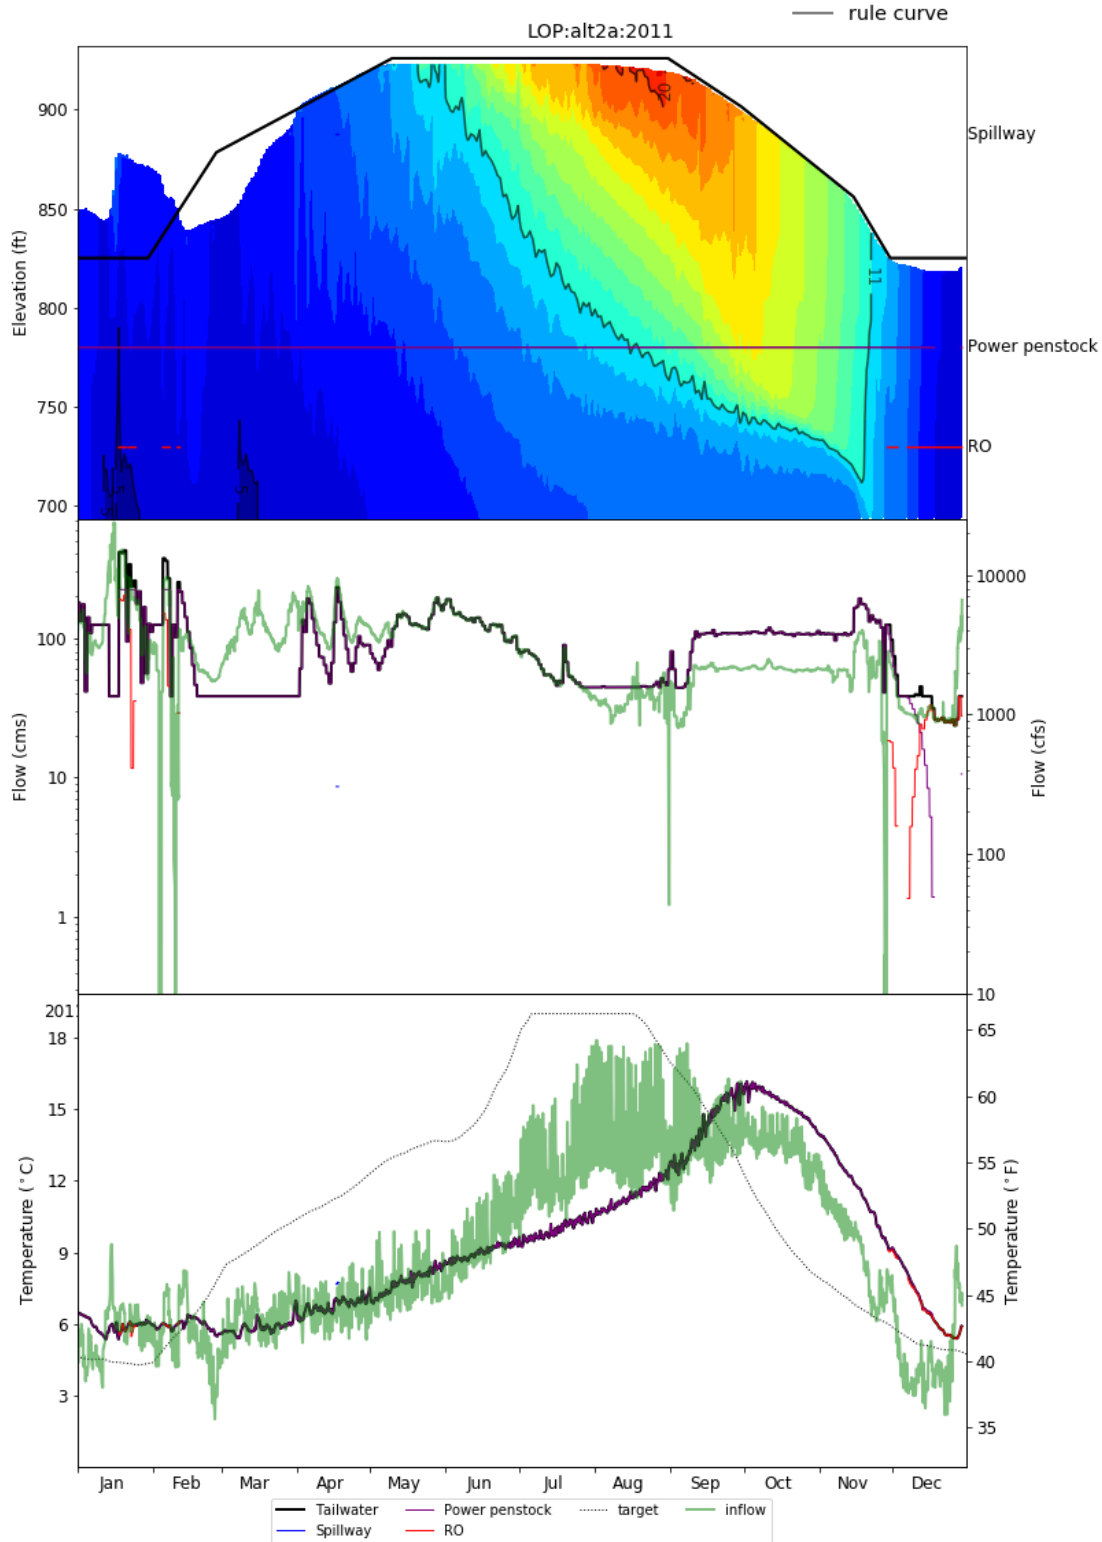 rule curve
LOP:alt2a:2011
900
850
800
750
700
Elevation (ft)
20
11
5
5
Spillway
Power penstock
RO
100
10
1
Flow (cms)
10000
1000
100
10
Flow (cfs)
201
18
15
12
9
6
3
Temperature (°C)
65
60
55
50
45
40
35
Temperature (°F)
Jan Feb Mar Apr May Jun Jul Aug Sep Oct Nov Dec
Tailwater Power penstock target inflow
Spillway RO